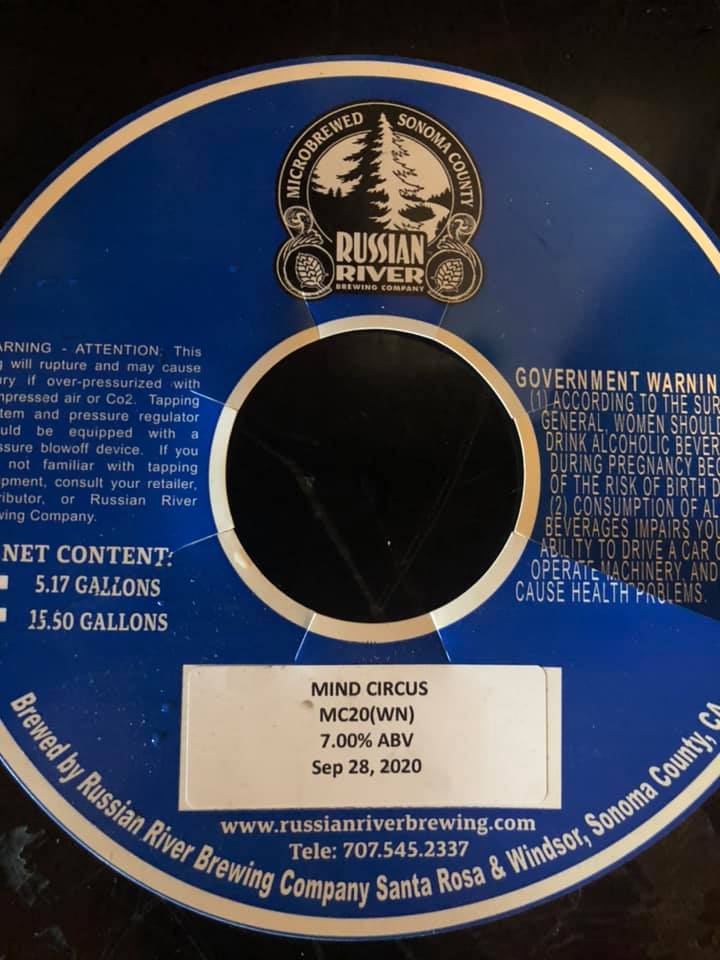 MICROBREWED SONOMA COUNTY
RUSSIAN
RIVER
BREWING COMPANY
ARNING - ATTENTION: This
g will rupture and may cause
ury if over-pressurized with
mpressed air or Co2. Tapping
tem and pressure regulator
uld be equipped with a
ssure blowoff device. If you
not familiar with tapping
ipment, consult your retailer,
ributor, or Russian River
wing Company.
NET CONTENT:
5.17 GALLONS
15.50 GALLONS
GOVERNMENT WARNIN
(1) ACCORDING TO THE SUR
GENERAL, WOMEN SHOULD
DRINK ALCOHOLIC BEVER
DURING PREGNANCY BEC
OF THE RISK OF BIRTH D
(2) CONSUMPTION OF AL
BEVERAGES IMPAIRS YOU
ABILITY TO DRIVE A CAR O
OPERATE MACHINERY, AND
CAUSE HEALTH PROBLEMS.
MIND CIRCUS
MC20(WN)
7.00% ABV
Sep 28, 2020
www.russianriverbrewing.com
Tele: 707.545.2337
Brewed by Russian River Brewing Company Santa Rosa & Windsor, Sonoma County, CA